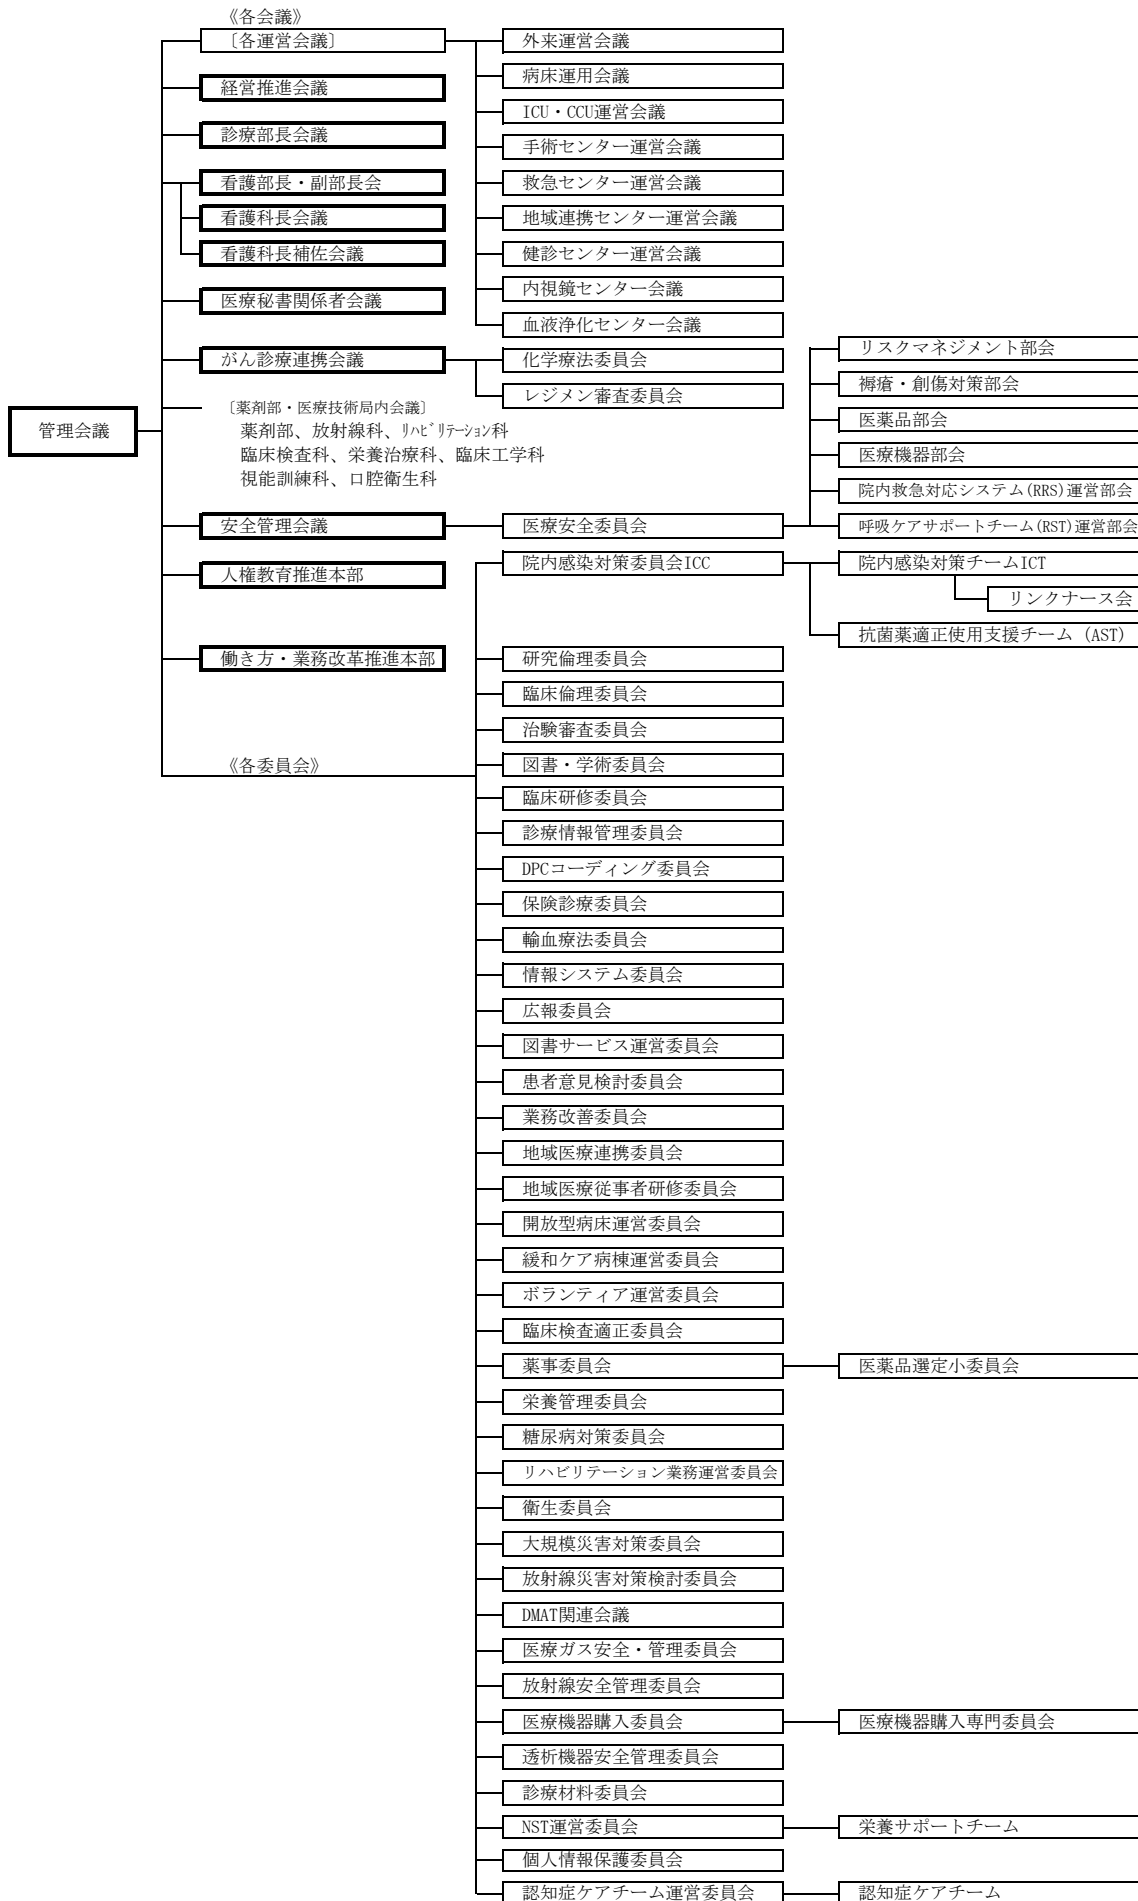 《各会議》
〔各運営会議〕
外来運営会議
病床運用会議
経営推進会議
ICU・CCU運営会議
診療部長会議
手術センター運営会議
看護部長・副部長会
救急センター運営会議
看護科長会議
地域連携センター運営会議
看護科長補佐会議
健診センター運営会議
医療秘書関係者会議
内視鏡センター会議
血液浄化センター会議
がん診療連携会議
化学療法委員会
リスクマネジメント部会
レジメン審査委員会
褥瘡・創傷対策部会
管理会議
〔薬剤部・医療技術局内会議〕
薬剤部、放射線科、ﾘﾊﾋﾞﾘﾃｰｼｮﾝ科
臨床検査科、栄養治療科、臨床工学科
視能訓練科、口腔衛生科
医薬品部会
医療機器部会
院内救急対応システム(RRS)運営部会
安全管理会議
医療安全委員会
呼吸ケアサポートチーム(RST)運営部会
院内感染対策委員会ICC
院内感染対策チームICT
人権教育推進本部
リンクナース会
抗菌薬適正使用支援チーム（AST）
働き方・業務改革推進本部
研究倫理委員会
臨床倫理委員会
治験審査委員会
《各委員会》
図書・学術委員会
臨床研修委員会
診療情報管理委員会
DPCコーディング委員会
保険診療委員会
輸血療法委員会
情報システム委員会
広報委員会
図書サービス運営委員会
患者意見検討委員会
業務改善委員会
地域医療連携委員会
地域医療従事者研修委員会
開放型病床運営委員会
緩和ケア病棟運営委員会
ボランティア運営委員会
臨床検査適正委員会
薬事委員会
医薬品選定小委員会
栄養管理委員会
糖尿病対策委員会
リハビリテーション業務運営委員会
衛生委員会
大規模災害対策委員会
放射線災害対策検討委員会
DMAT関連会議
医療ガス安全・管理委員会
放射線安全管理委員会
医療機器購入委員会
医療機器購入専門委員会
透析機器安全管理委員会
診療材料委員会
NST運営委員会
栄養サポートチーム
個人情報保護委員会
認知症ケアチーム運営委員会
認知症ケアチーム